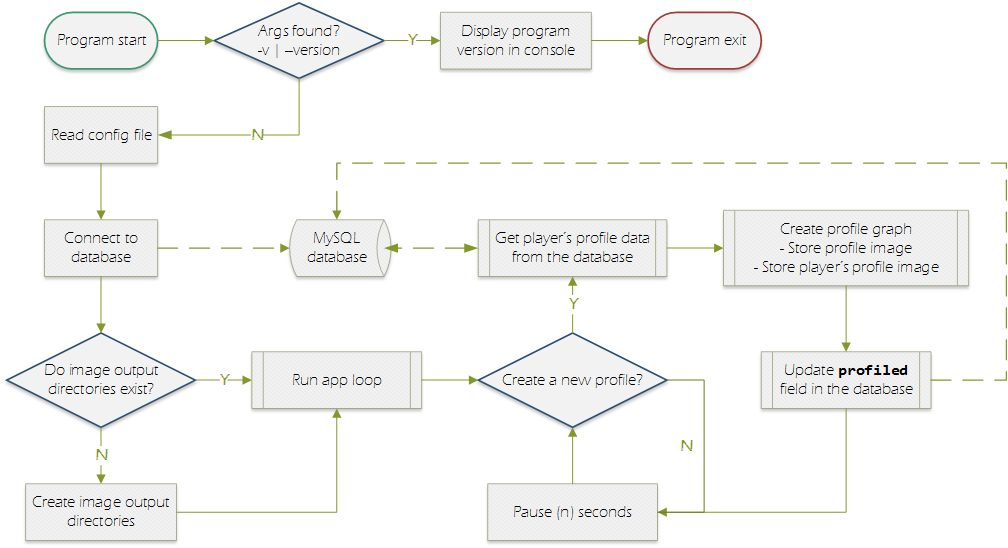 Program start
Args found?
-v | –version
Y
Display program
version in console
Program exit
N
Read config file
Connect to
database
MySQL
database
Get player's profile data
from the database
Create profile graph
- Store profile image
- Store player's profile image
Y
Do image output
directories exist?
Y
Run app loop
Create a new profile?
Update profiled
field in the database
N
N
Create image output
directories
Pause (n) seconds